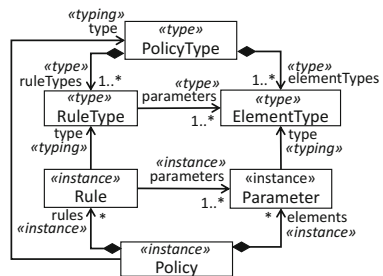 «typing»
type
«type»
PolicyType
«type»
ruleTypes
1..*
«type»
elementTypes
1..*
«type»
RuleType
«type»
parameters
1..*
«type»
ElementType
type
«typing»
type
«typing»
«instance»
Rule
«instance»
parameters
1..*
«instance»
Parameter
rules
*
«instance»
*
elements
«instance»
«instance»
Policy